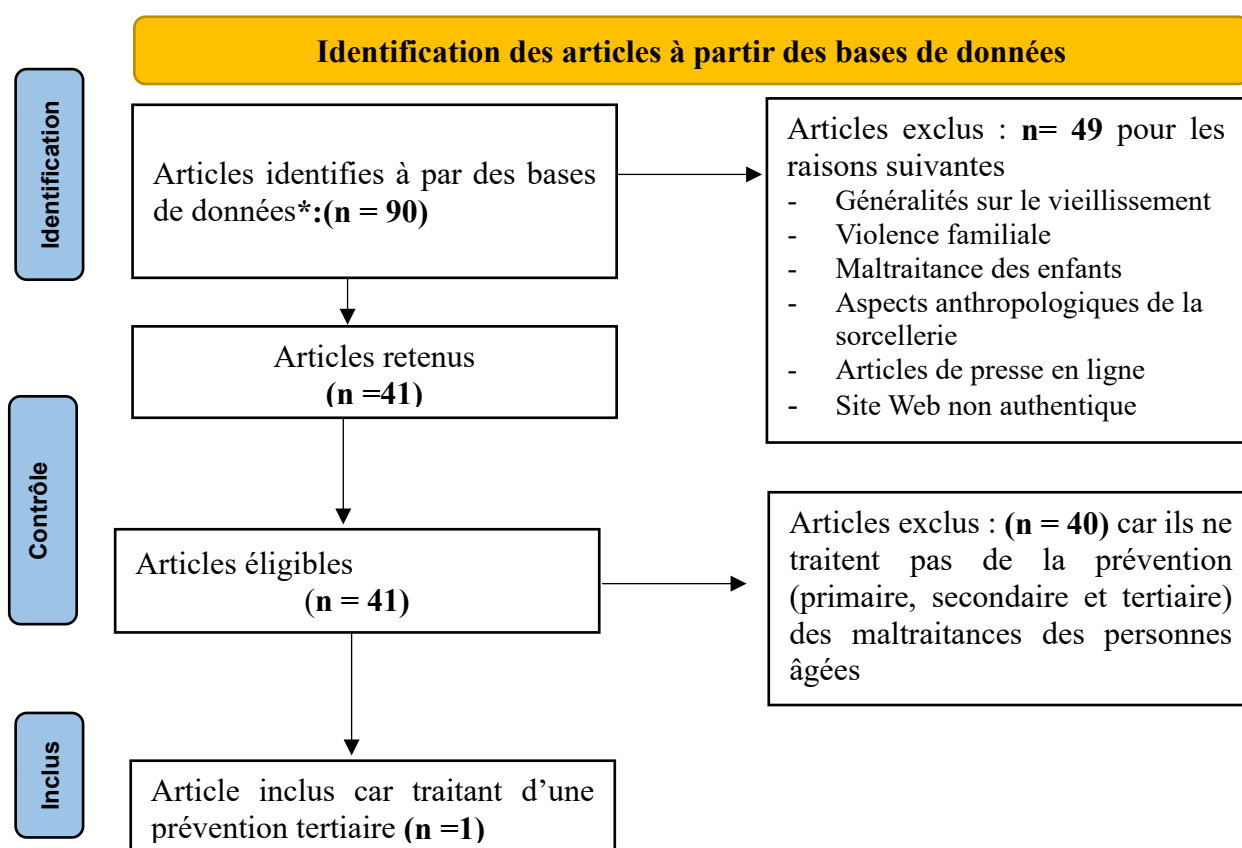 Identification des articles à partir des bases de données
Identification
Articles identifies à par des bases
de données*:(n = 90)
Articles exclus : n= 49 pour les
raisons suivantes
- Généralités sur le vieillissement
- Violence familiale
- Maltraitance des enfants
- Aspects anthropologiques de la
sorcellerie
- Articles de presse en ligne
- Site Web non authentique
Articles retenus
(n =41)
Contrôle
Articles éligibles
(n = 41)
Articles exclus : (n = 40) car ils ne
traitent pas de la prévention
(primaire, secondaire et tertiaire)
des maltraitances des personnes
âgées
Inclus
Article inclus car traitant d’une
prévention tertiaire (n =1)